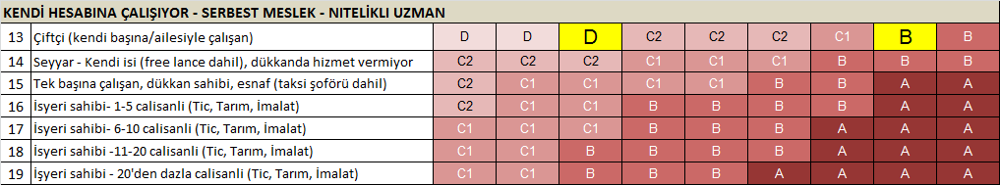 KENDİ HESABINA ÇALIŞIYOR - SERBEST MESLEK - NITELİKLI UZMAN
13 Çiftçi (kendi başına/ailesiyle çalışan) D D D C2 C2 C2 C1 B B
14 Seyyar - Kendi isi (free lance dahil), dükkanda hizmet vermiyor C2 C2 C2 C1 C1 C1 B B B
15 Tek başına çalışan, dükkan sahibi, esnaf (taksi şoförü dahil) C2 C1 C1 C1 C1 B B A A
16 İsyeri sahibi- 1-5 calisanli (Tic, Tarım, İmalat) C2 C1 C1 B B B B A A
17 İsyeri sahibi- 6-10 calisanli (Tic, Tarım, İmalat) C1 C1 C1 B B B A A A
18 İsyeri sahibi -11-20 calisanli (Tic, Tarım, İmalat) C1 C1 B B B B A A A
19 İşyeri sahibi - 20'den dazla calisanli (Tic, Tarım, İmalat) C1 C1 B B B A A A A